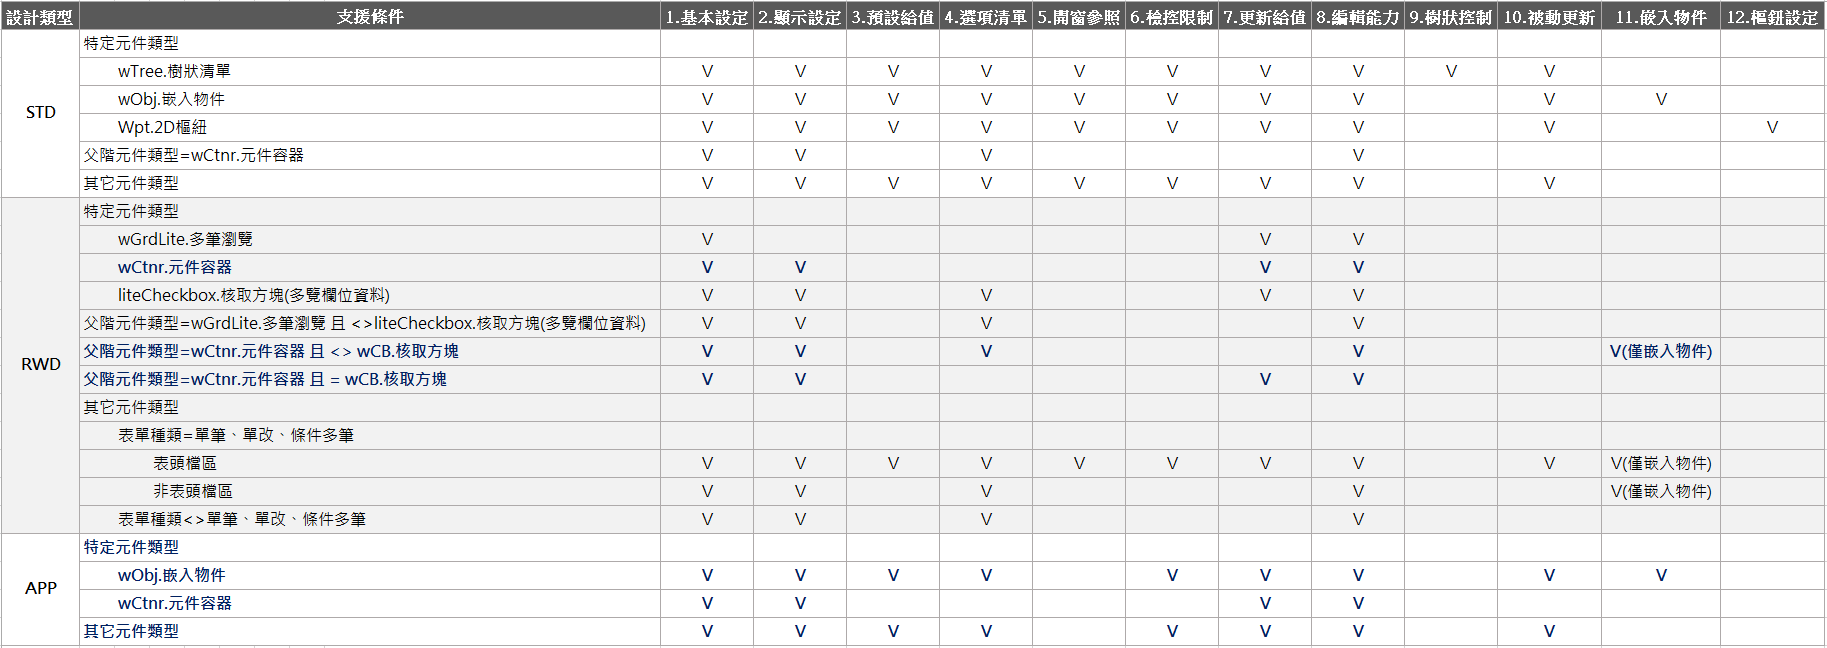 設計類型 支援條件 1.基本設定 2.顯示設定 3.預設給值 4.選項清單 5.開窗參照 6.檢控限制 7.更新給值 8.編輯能力 9.樹狀控制 10.被動更新 11.嵌入物件 12.樞鈕設定
STD
特定元件類型
wTree.樹狀清單 V V V V V V V V V V
wObj.嵌入物件 V V V V V V V V V V
Wpt.2D樞紐 V V V V V V V V V V
父階元件類型=wCtnr.元件容器 V V V V
其它元件類型 V V V V V V V V V
RWD
特定元件類型
wGrdLite.多筆瀏覽 V V V
wCtnr.元件容器 V V V V
liteCheckbox.核取方塊(多覽欄位資料) V V V V V
父階元件類型=wGrdLite.多筆瀏覽 且 <>liteCheckbox.核取方塊(多覽欄位資料) V V V V
父階元件類型=wCtnr.元件容器 且 <> wCB.核取方塊 V V V V V(僅嵌入物件)
父階元件類型=wCtnr.元件容器 且 = wCB.核取方塊 V V V V
其它元件類型
表單種類=單筆、單改、條件多筆
表頭檔區 V V V V V V V V V V(僅嵌入物件)
非表頭檔區 V V V V V(僅嵌入物件)
表單種類<>單筆、單改、條件多筆 V V V V
APP
特定元件類型
wObj.嵌入物件 V V V V V V V V V
wCtnr.元件容器 V V V V
其它元件類型 V V V V V V V V